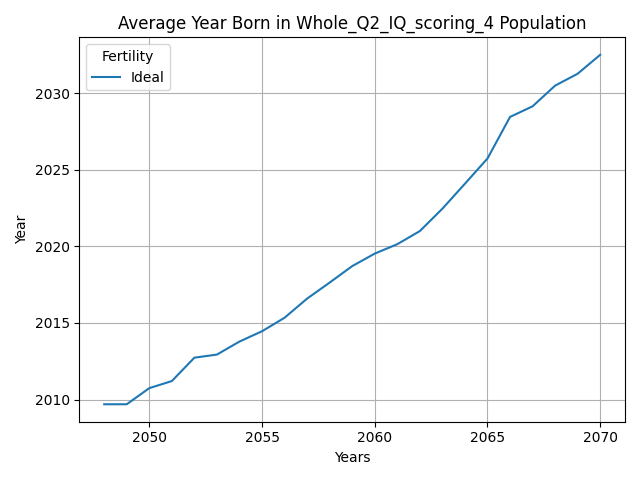 Average Year Born in Whole_Q2_IQ_scoring_4 Population
Fertility
Ideal
2030
2025
2020
2015
2010
Year
2050 2055 2060 2065 2070
Years